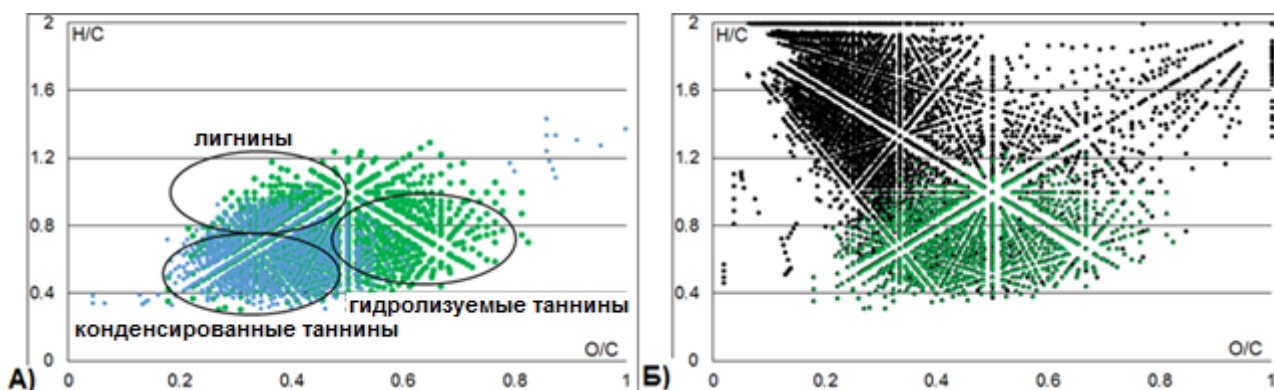 H/C
2
1.6
1.2
0.8
0.4
0
лигнины
гидролизуемые таннины
конденсированные таннины
O/C
А)
0 0.2 0.4 0.6 0.8 1
H/C
2
1.6
1.2
0.8
0.4
0
O/C
Б)
0 0.2 0.4 0.6 0.8 1